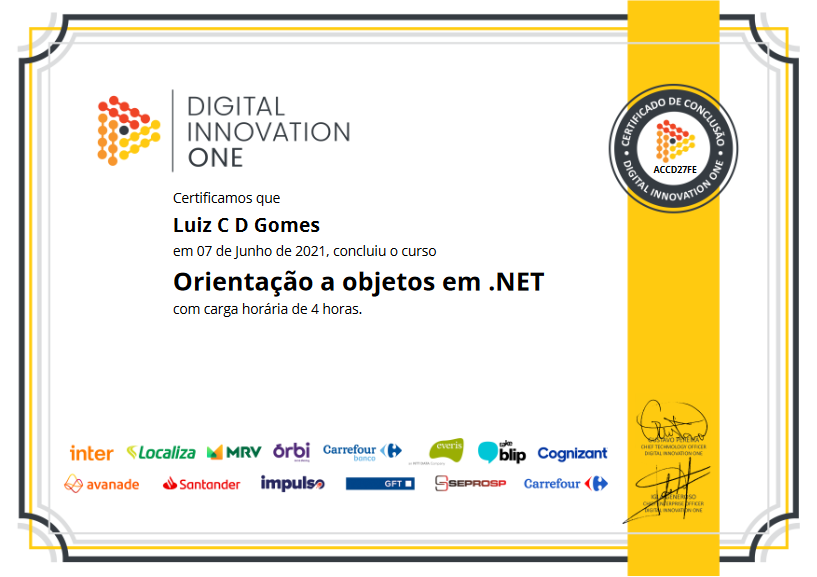 DIGITAL
INNOVATION
ONE
CERTIFICADO DE CONCLUSÃO
ACCD27FE
DIGITAL INNOVATION ONE
Certificamos que
Luiz C D Gomes
em 07 de Junho de 2021, concluiu o curso
Orientação a objetos em .NET
com carga horária de 4 horas.
inter Localiza MRV órbi Carrefour banco everis take blip Cognizant
avanade Santander impulso GFT SEPROSP Carrefour
GUSTAVO PEREIRA
CHIEF TECHNOLOGY OFFICER
DIGITAL INNOVATION ONE
CHIEF ENTERPRISE OFFICER
DIGITAL INNOVATION ONE